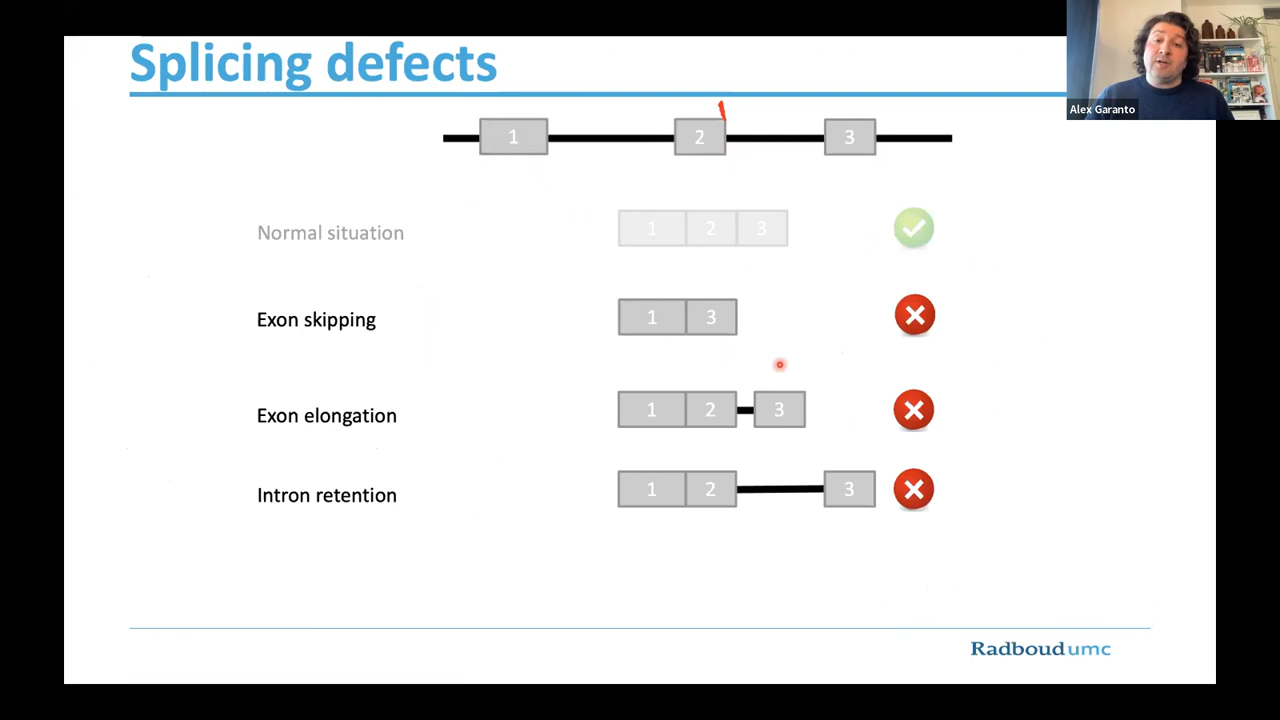 Splicing defects
Alex Garanto
1 2 3
Normal situation 1 2 3
Exon skipping 1 3
Exon elongation 1 2 3
Intron retention 1 2 3
Radboudumc